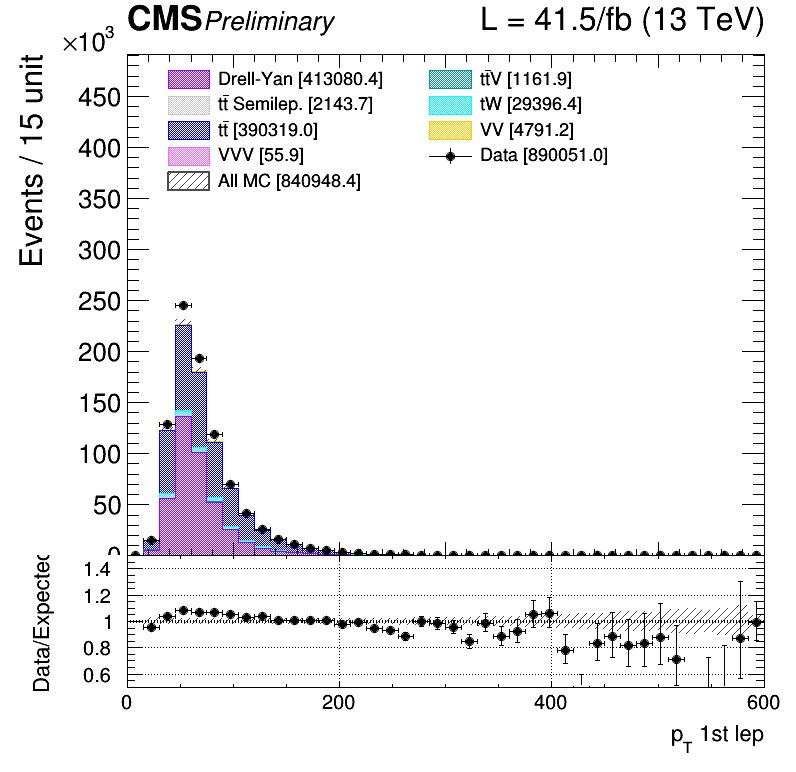 CMS Preliminary L = 41.5/fb (13 TeV)
×10³
Events / 15 unit
450
400
350
300
250
200
150
100
50
0
Drell-Yan [413080.4]
tt̄ Semilep. [2143.7]
tt̄ [390319.0]
VVV [55.9]
All MC [840948.4]
tt̄V [1161.9]
tW [29396.4]
VV [4791.2]
Data [890051.0]
Data/Expected
1.4
1.2
1
0.8
0.6
0 200 400 600
p_T 1st lep